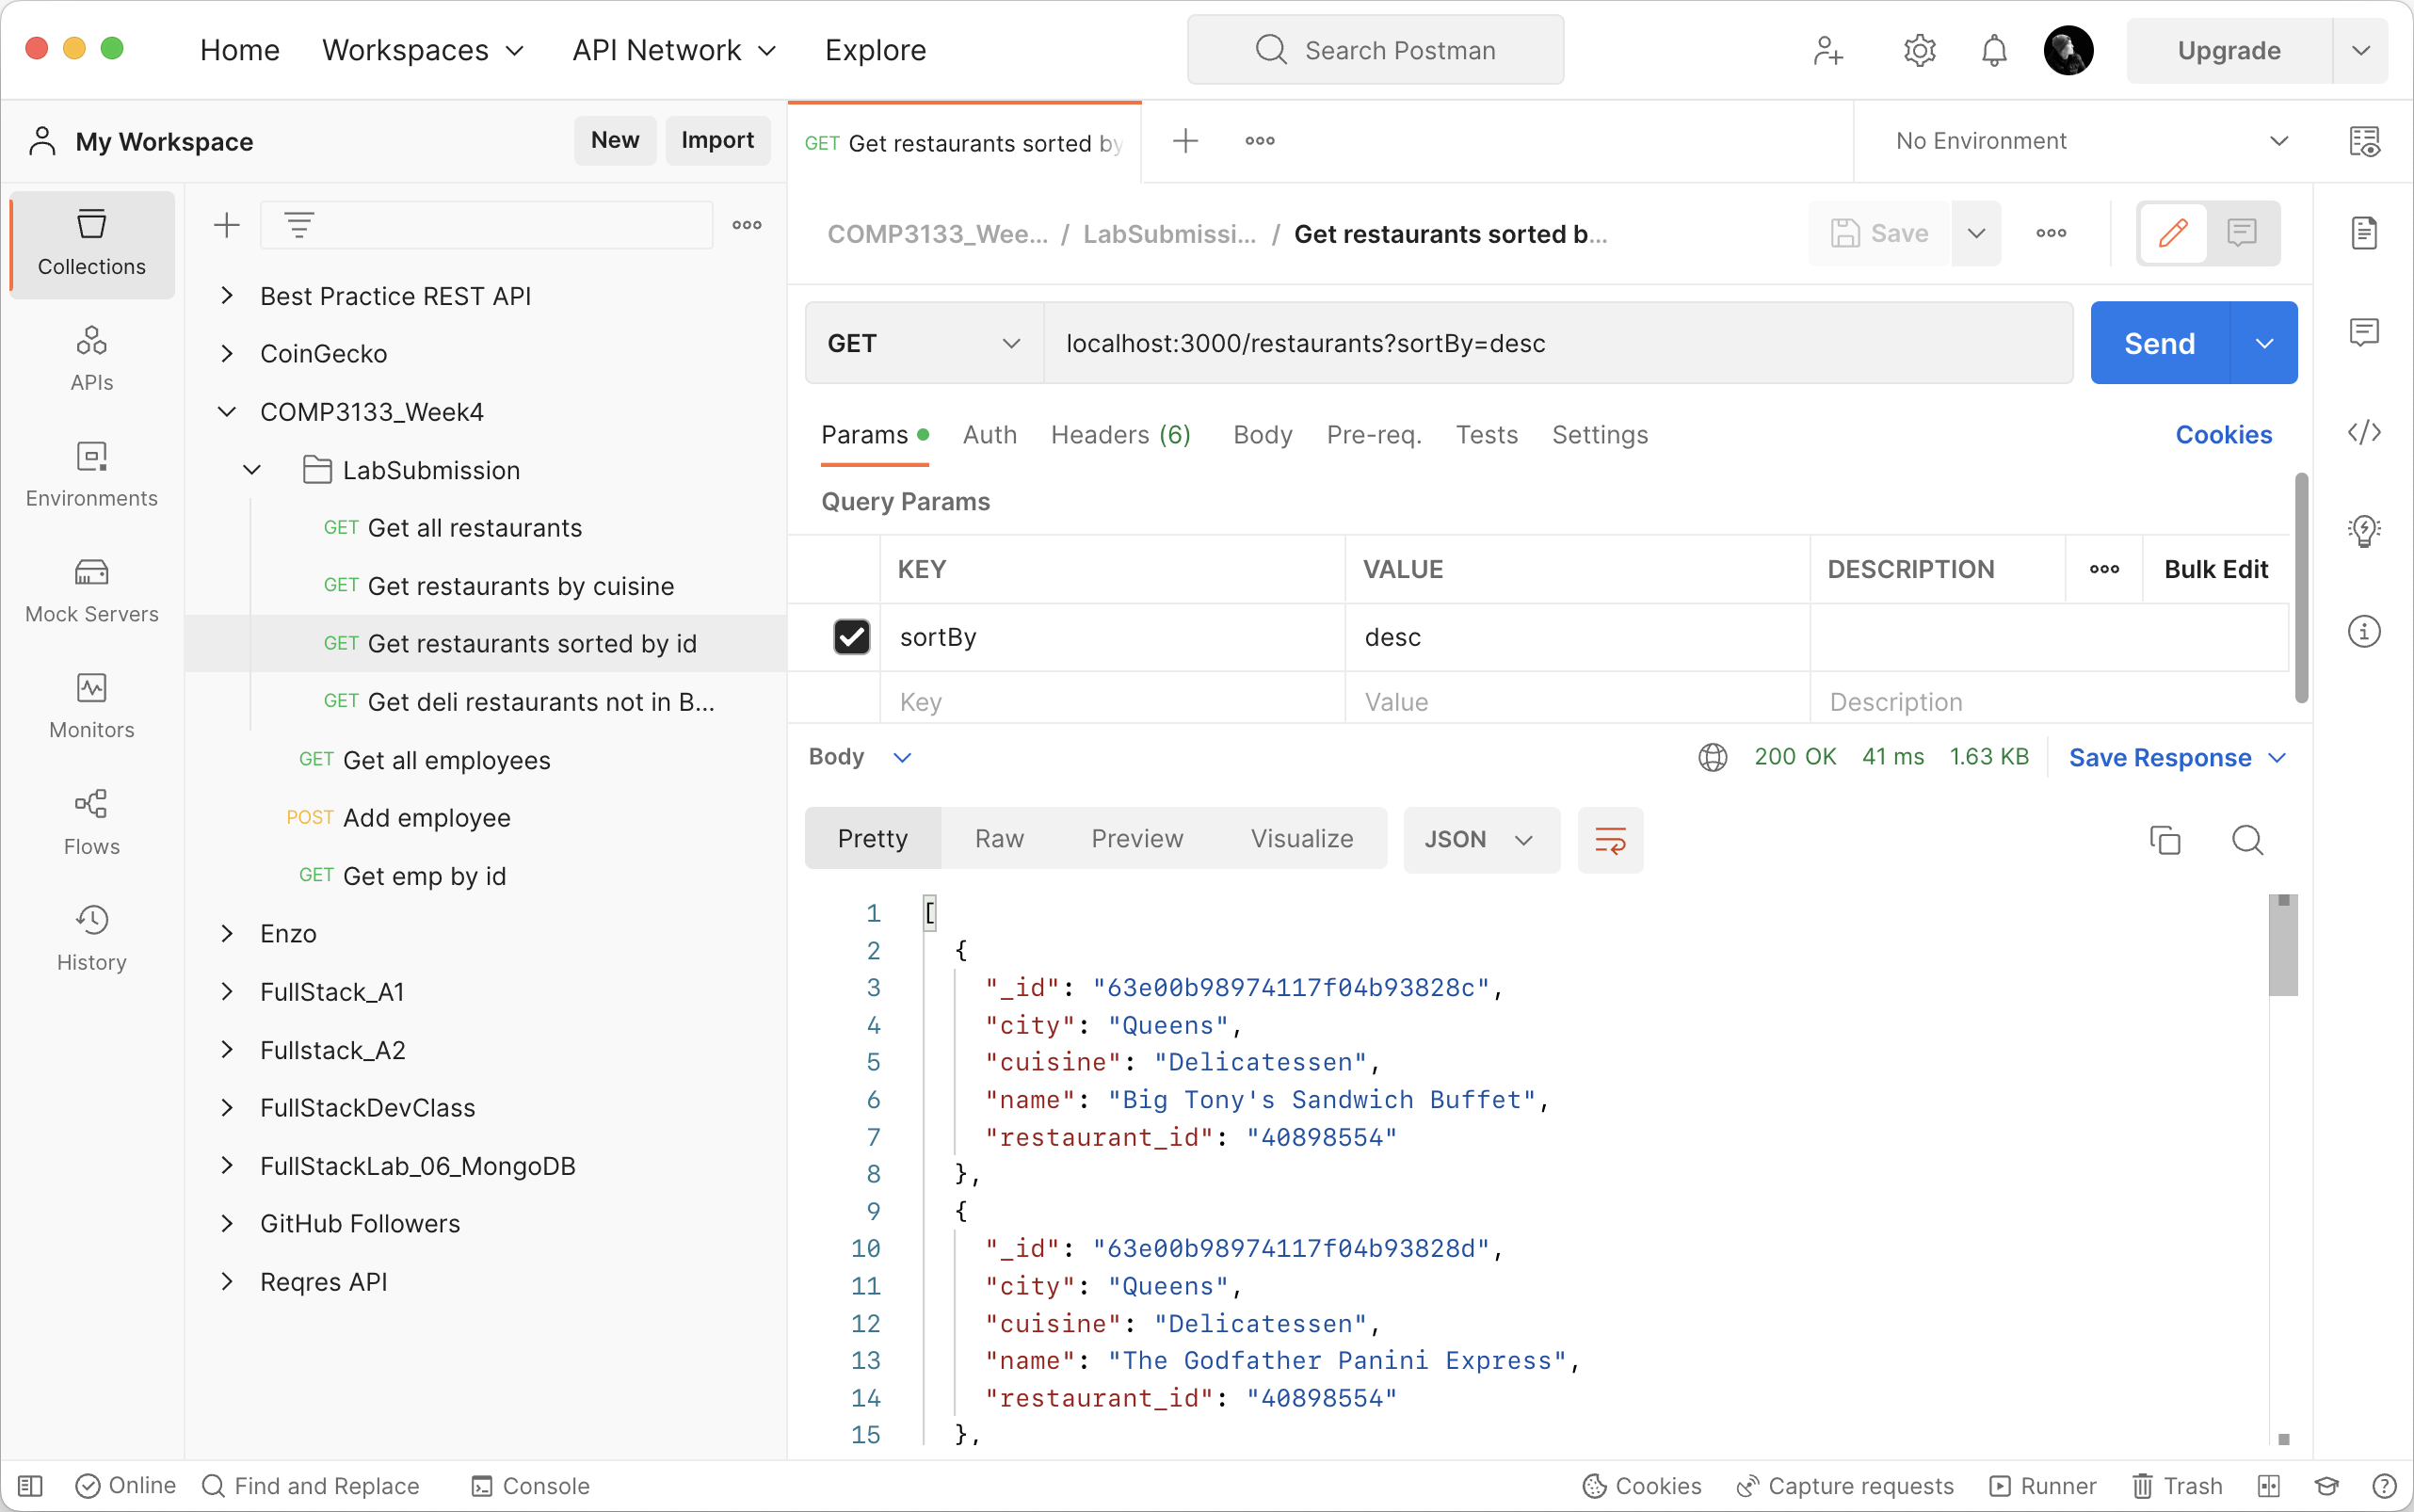 Home Workspaces API Network Explore Search Postman Upgrade
My Workspace New Import
GET Get restaurants sorted by No Environment
Collections
APIs
Environments
Mock Servers
Monitors
Flows
History
Best Practice REST API
CoinGecko
COMP3133_Week4
LabSubmission
GET Get all restaurants
GET Get restaurants by cuisine
GET Get restaurants sorted by id
GET Get deli restaurants not in B...
GET Get all employees
POST Add employee
GET Get emp by id
Enzo
FullStack_A1
Fullstack_A2
FullStackDevClass
FullStackLab_06_MongoDB
GitHub Followers
Reqres API
COMP3133_Wee... / LabSubmissi... / Get restaurants sorted b... Save
GET localhost:3000/restaurants?sortBy=desc Send
Params Auth Headers (6) Body Pre-req. Tests Settings Cookies
Query Params
KEY VALUE DESCRIPTION Bulk Edit
sortBy desc
Key Value Description
Body 200 OK 41 ms 1.63 KB Save Response
Pretty Raw Preview Visualize JSON
1 [
2 {
3 "_id": "63e00b98974117f04b93828c",
4 "city": "Queens",
5 "cuisine": "Delicatessen",
6 "name": "Big Tony's Sandwich Buffet",
7 "restaurant_id": "40898554"
8 },
9 {
10 "_id": "63e00b98974117f04b93828d",
11 "city": "Queens",
12 "cuisine": "Delicatessen",
13 "name": "The Godfather Panini Express",
14 "restaurant_id": "40898554"
15 },
Online Find and Replace Console Cookies Capture requests Runner Trash